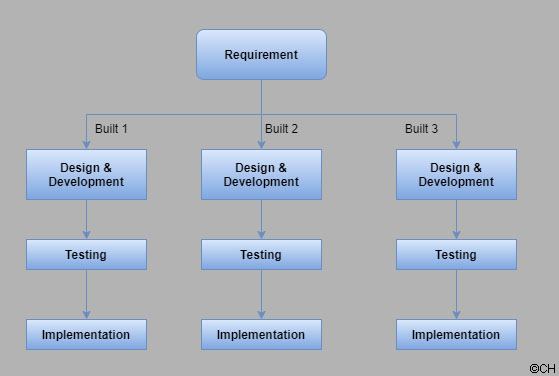 Requirement
Built 1
Built 2
Built 3
Design &
Development
Design &
Development
Design &
Development
Testing
Testing
Testing
Implementation
Implementation
Implementation
©CH